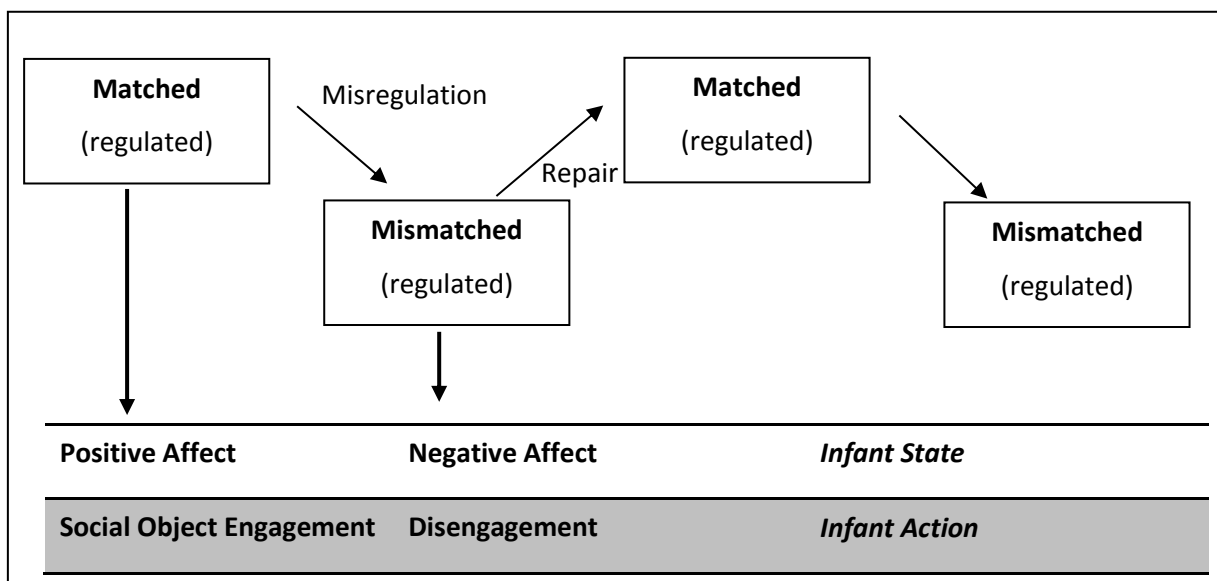 Matched
(regulated)
Misregulation
Matched
(regulated)
Repair
Mismatched
(regulated)
Mismatched
(regulated)
Positive Affect Negative Affect Infant State
Social Object Engagement Disengagement Infant Action